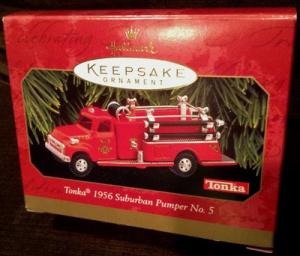 Hallmark
KEEPSAKE
ORNAMENT
Tonka
Tonka® 1956 Suburban Pumper No. 5